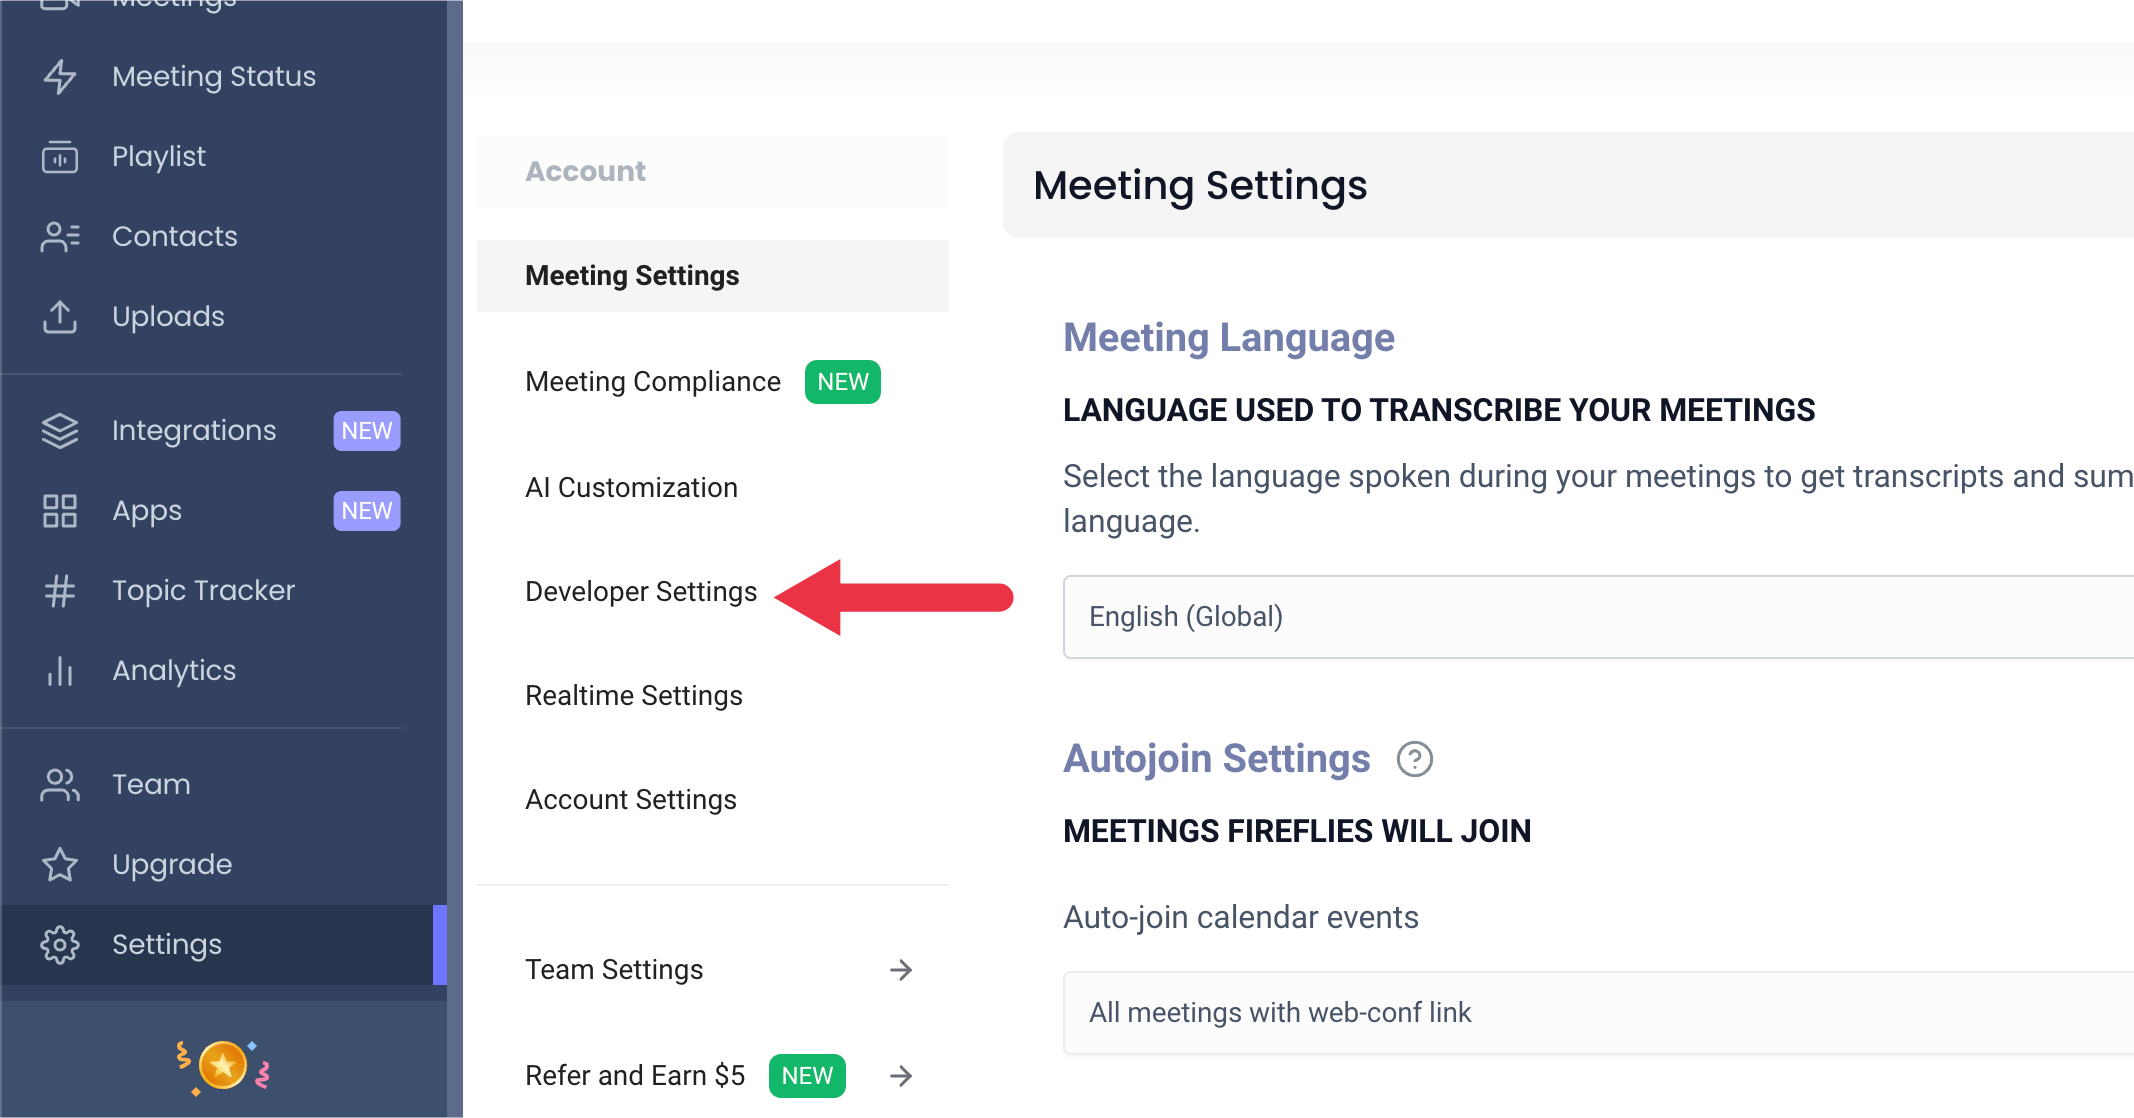 Meetings
Meeting Status
Playlist
Contacts
Uploads
Integrations NEW
Apps NEW
Topic Tracker
Analytics
Team
Upgrade
Settings
Account
Meeting Settings
Meeting Compliance NEW
AI Customization
Developer Settings
Realtime Settings
Account Settings
Team Settings
Refer and Earn $5 NEW
Meeting Settings
Meeting Language
LANGUAGE USED TO TRANSCRIBE YOUR MEETINGS
Select the language spoken during your meetings to get transcripts and sum
language.
English (Global)
Autojoin Settings ?
MEETINGS FIREFLIES WILL JOIN
Auto-join calendar events
All meetings with web-conf link